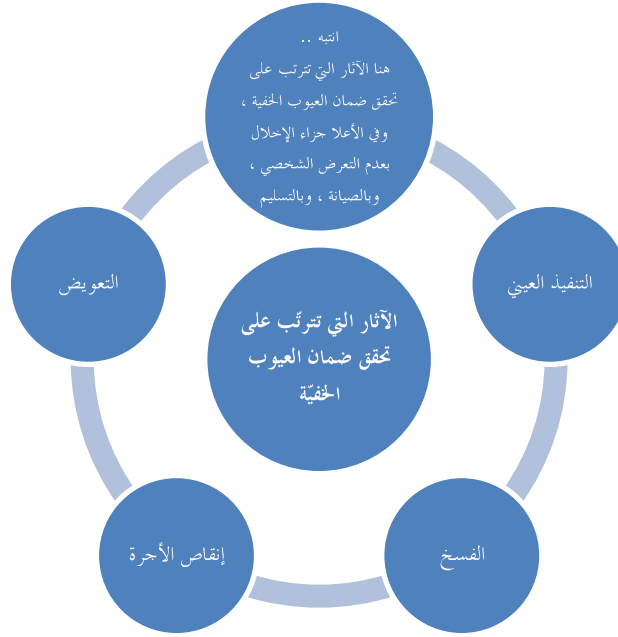 انتبه ..
هنا الآثار التي تترتب على
تحقق ضمان العيوب الخفية ،
وفي الأعلا جزاء الإخلال
بعدم التعرض الشخصي ،
وبالصيانة ، وبالتسليم
التنفيذ العيني
الفسخ
إنقاص الأجرة
التعويض
الآثار التي تترتّب على
تحقق ضمان العيوب
الخفيّة